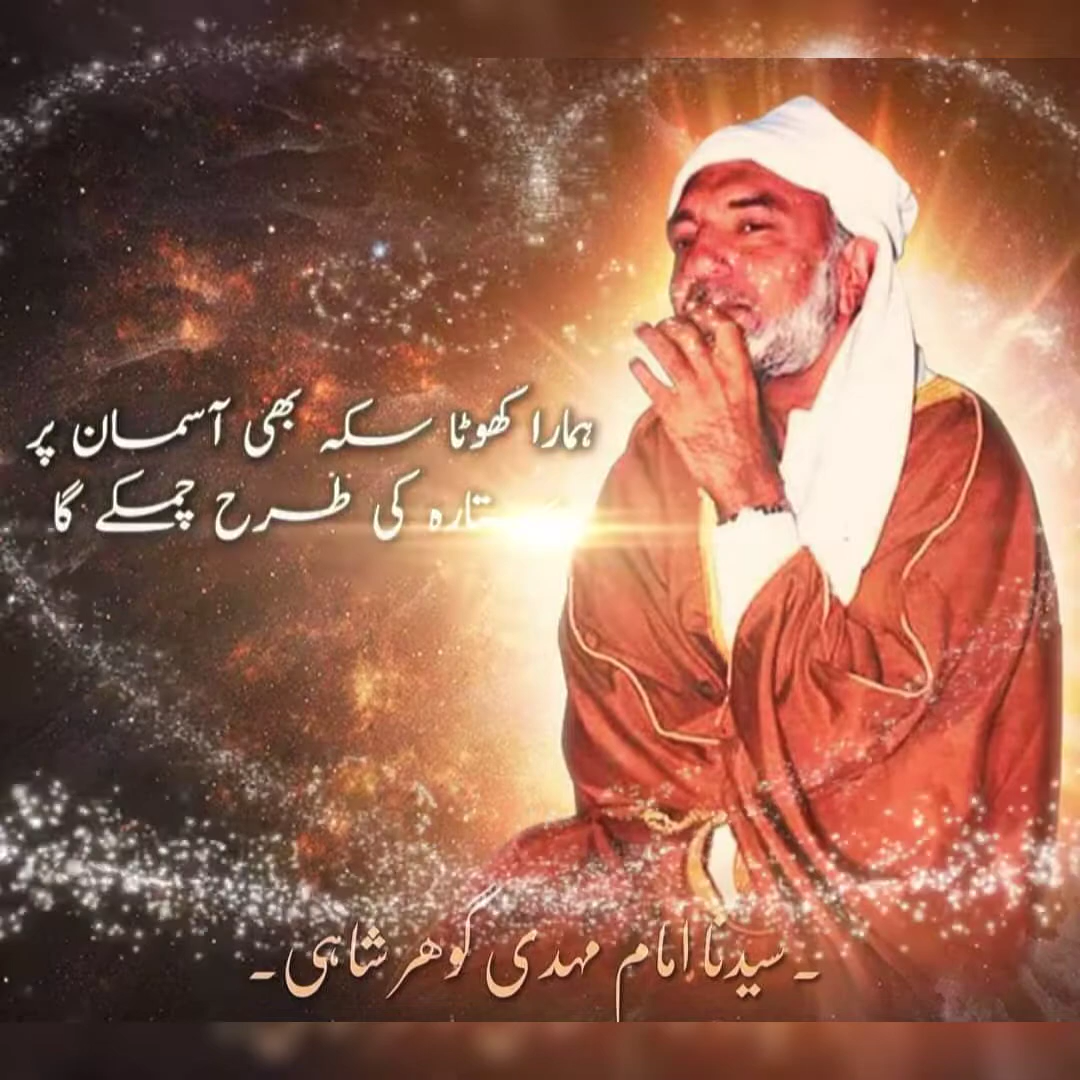 ہمارا کھوٹا سکہ بھی آسمان پر
ستارہ کی طرح چمکے گا
۔ سیدنا امام مہدی گوھر شاہی ۔